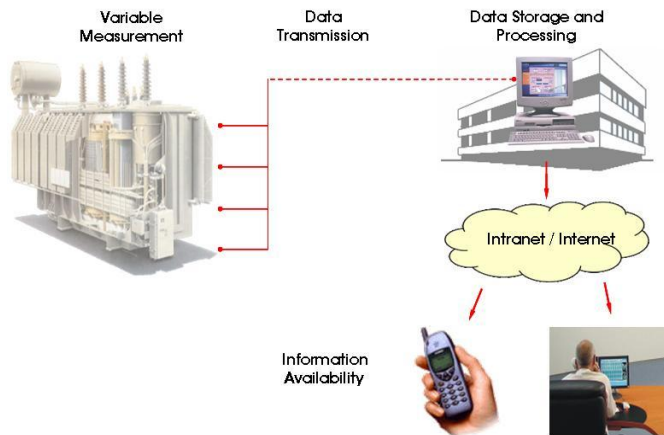 Variable
Measurement
Data
Transmission
Data Storage and
Processing
Intranet / Internet
Information
Availability